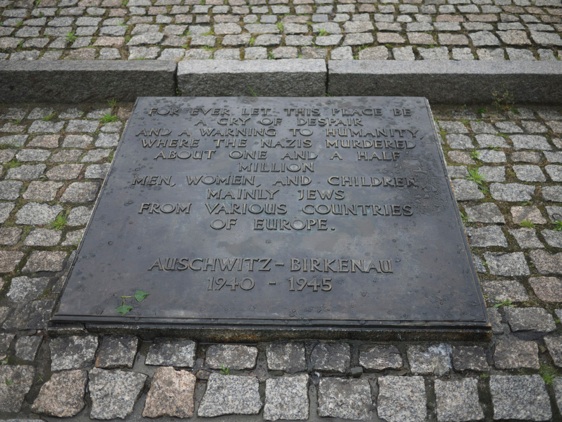 FOR EVER LET THIS PLACE BE
A CRY OF DESPAIR
AND A WARNING TO HUMANITY
WHERE THE NAZIS MURDERED
ABOUT ONE AND A HALF
MILLION
MEN, WOMEN, AND CHILDREN,
MAINLY JEWS
FROM VARIOUS COUNTRIES
OF EUROPE.
AUSCHWITZ-BIRKENAU
1940 - 1945